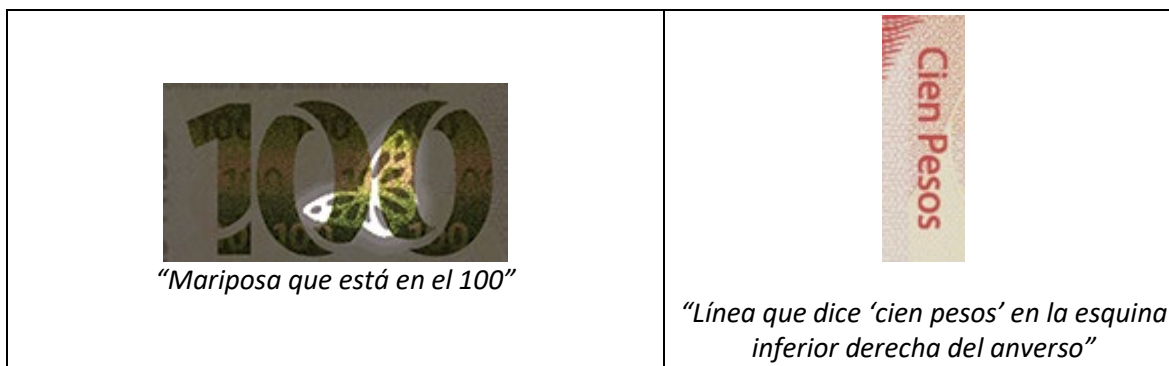 100
“Mariposa que está en el 100”
Cien Pesos
“Línea que dice ‘cien pesos’ en la esquina
inferior derecha del anverso”